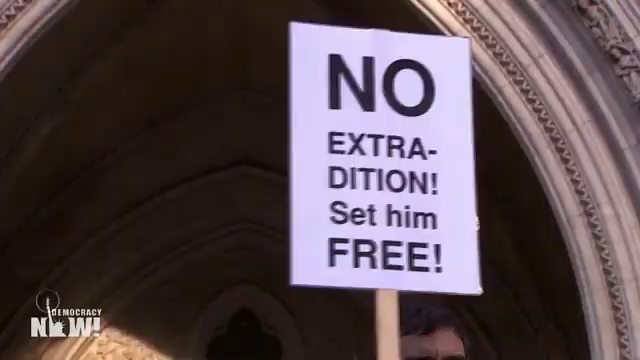 NO
EXTRA-
DITION!
Set him
FREE!
DEMOCRACY
NOW!